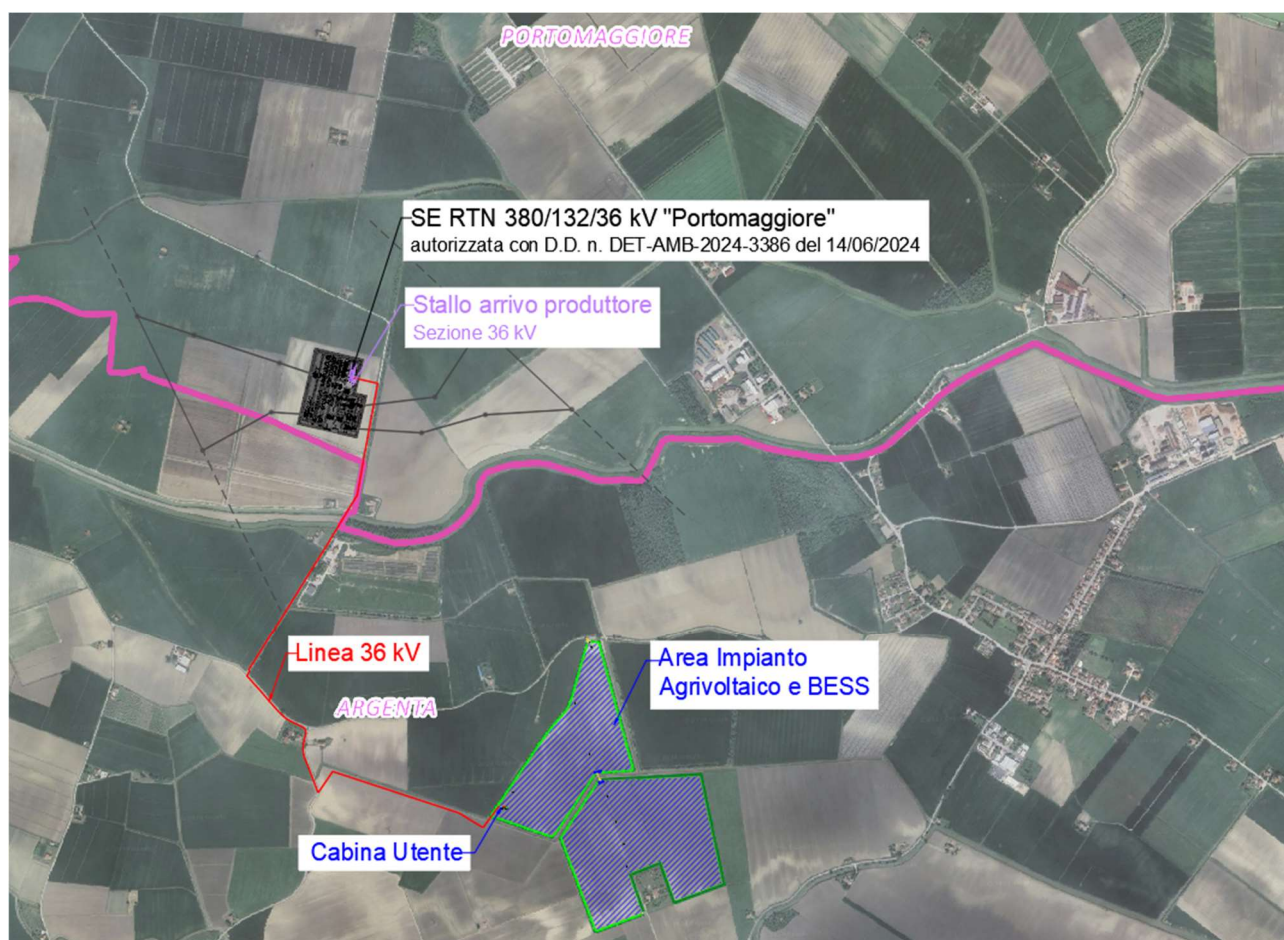 PORTOMAGGIORE
SE RTN 380/132/36 kV "Portomaggiore"
autorizzata con D.D. n. DET-AMB-2024-3386 del 14/06/2024
Stallo arrivo produttore
Sezione 36 kV
Linea 36 kV
Area Impianto
Agrivoltaico e BESS
ARGENTA
Cabina Utente